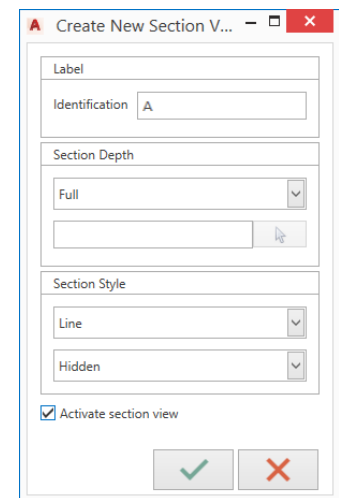 A Create New Section V...
Label
Identification A
Section Depth
Full
Section Style
Line
Hidden
Activate section view